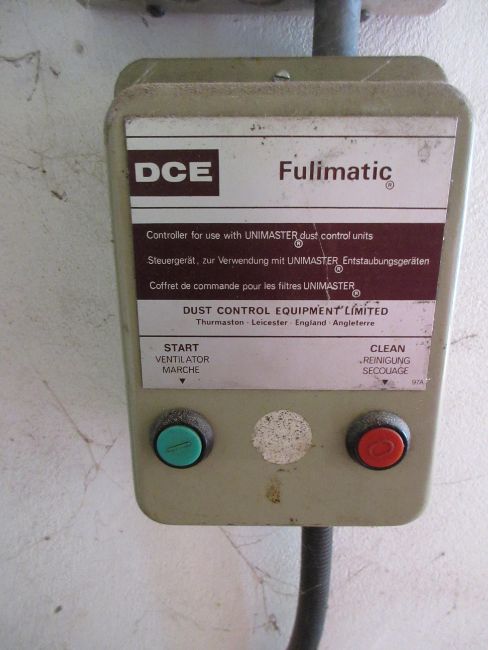 DCE Fulimatic®
Controller for use with UNIMASTER® dust control units
Steuergerät, zur Verwendung mit UNIMASTER® Entstaubungsgeräten
Coffret de commande pour les filtres UNIMASTER®
DUST CONTROL EQUIPMENT LIMITED
Thurmaston · Leicester · England · Angleterre
START
VENTILATOR
MARCHE
CLEAN
REINIGUNG
SECOUAGE
97A
I
O